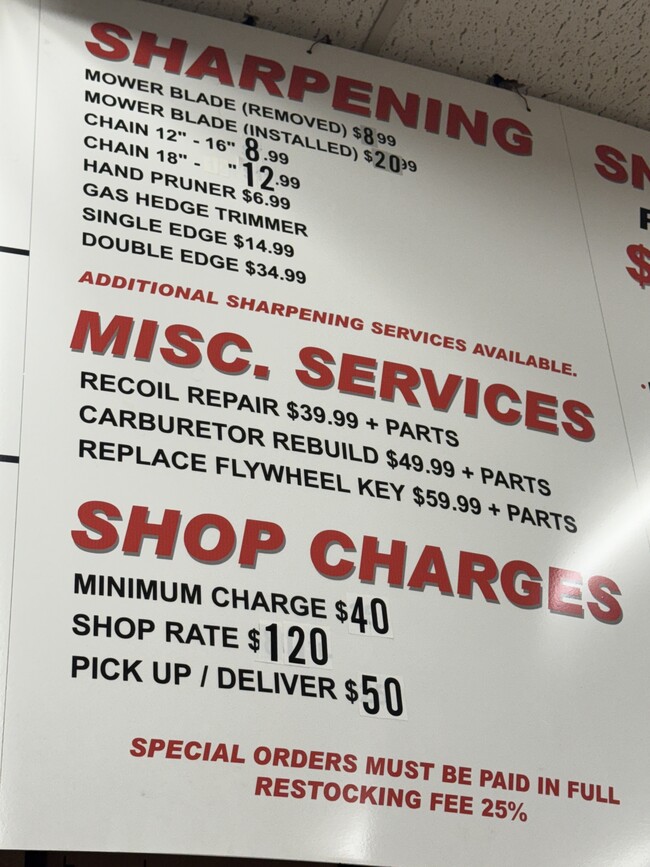 SHARPENING
MOWER BLADE (REMOVED) $8.99
MOWER BLADE (INSTALLED) $20.99
CHAIN 12" - 16" 8.99
CHAIN 18" - " 12.99
HAND PRUNER $6.99
GAS HEDGE TRIMMER
SINGLE EDGE $14.99
DOUBLE EDGE $34.99
ADDITIONAL SHARPENING SERVICES AVAILABLE.
MISC. SERVICES
RECOIL REPAIR $39.99 + PARTS
CARBURETOR REBUILD $49.99 + PARTS
REPLACE FLYWHEEL KEY $59.99 + PARTS
SHOP CHARGES
MINIMUM CHARGE $40
SHOP RATE $120
PICK UP / DELIVER $50
SPECIAL ORDERS MUST BE PAID IN FULL
RESTOCKING FEE 25%